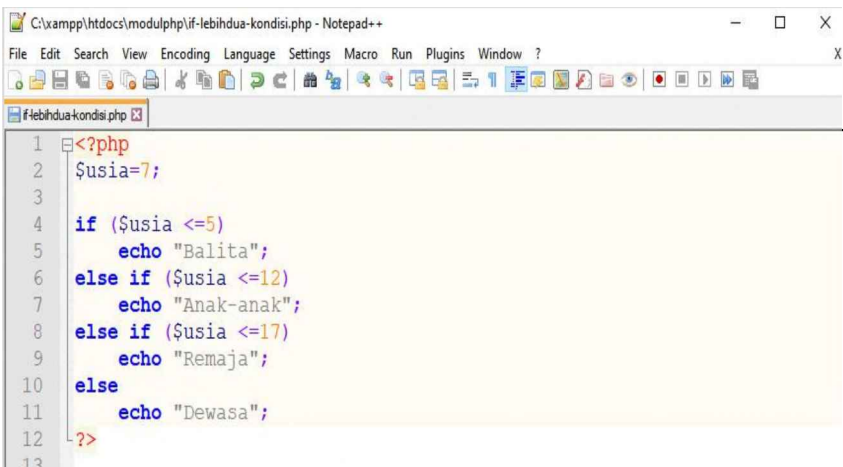 C:\xampp\htdocs\modulphp\if-lebihdua-kondisi.php - Notepad++
File Edit Search View Encoding Language Settings Macro Run Plugins Window ? X
if-lebihdua-kondisi.php
1 <?php
2 $usia=7;
3
4 if ($usia <=5)
5 echo "Balita";
6 else if ($usia <=12)
7 echo "Anak-anak";
8 else if ($usia <=17)
9 echo "Remaja";
10 else
11 echo "Dewasa";
12 ?>
13